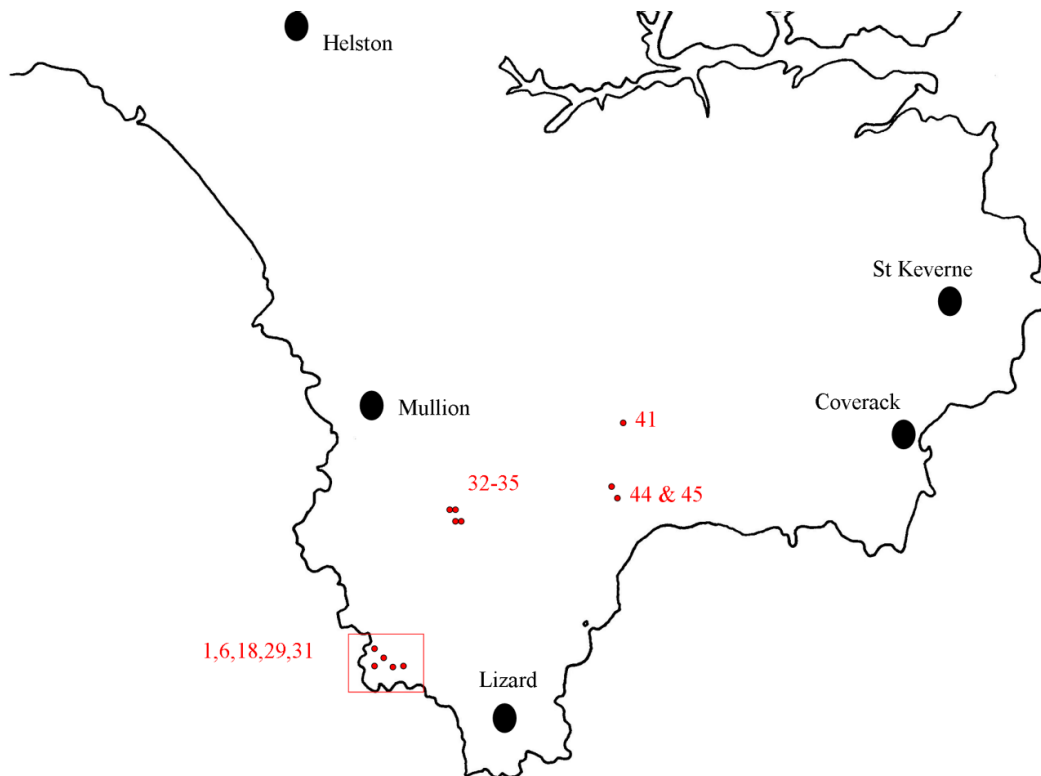 Helston
St Keverne
Mullion
Coverack
41
32-35
44 & 45
1,6,18,29,31
Lizard